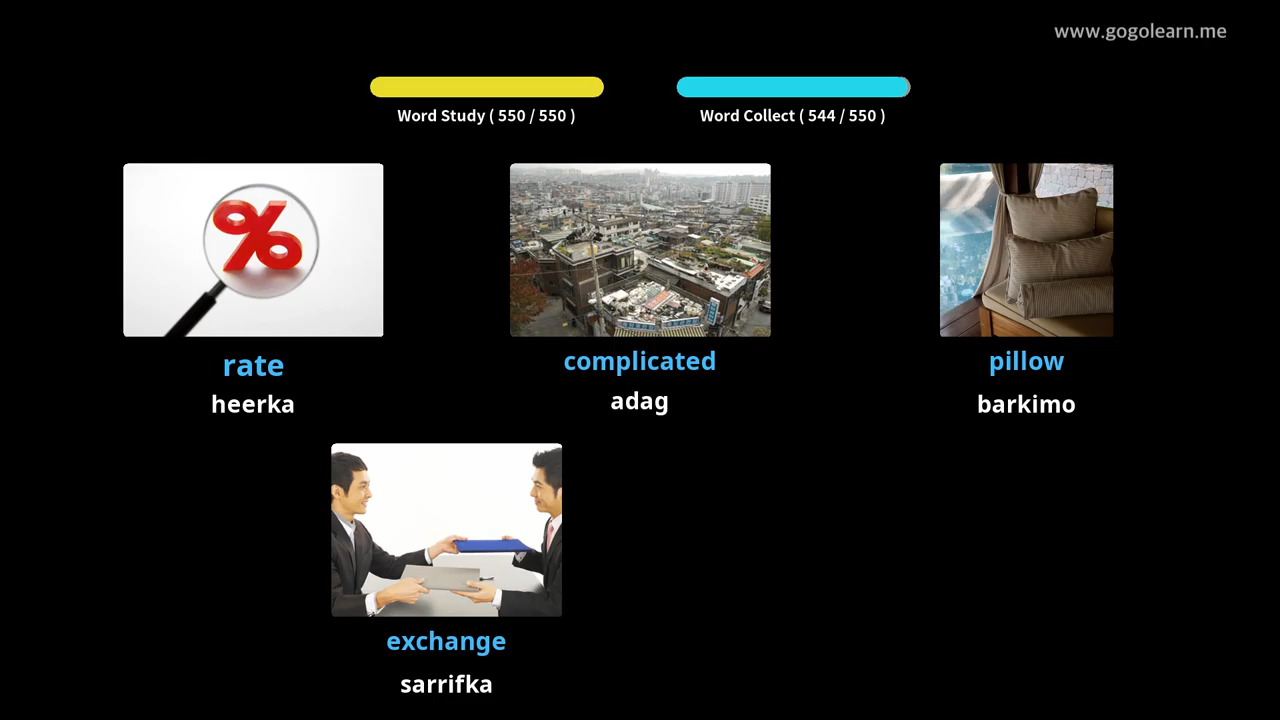 www.gogolearn.me
Word Study ( 550 / 550 )
Word Collect ( 544 / 550 )
rate
heerka
complicated
adag
pillow
barkimo
exchange
sarrifka